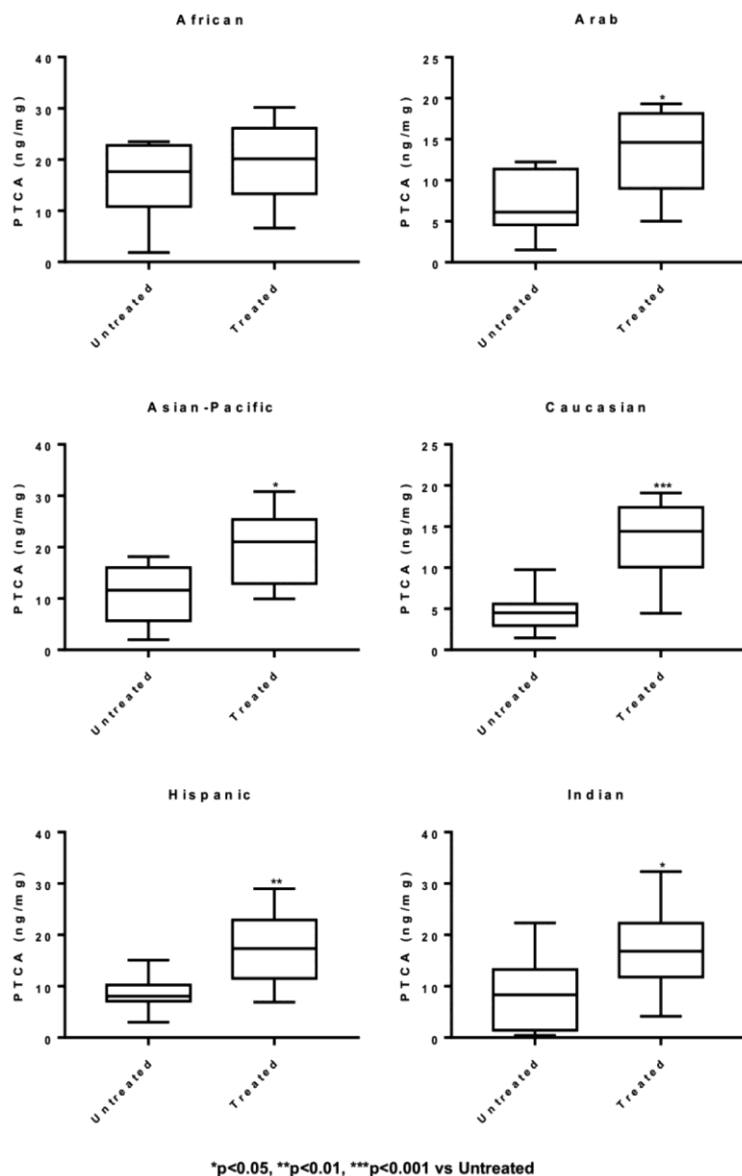 African
Arab
PTCA (ng/mg)
40
30
20
10
0
Untreated
Treated
PTCA (ng/mg)
25
20
15
10
5
0
*
Untreated
Treated
Asian-Pacific
Caucasian
PTCA (ng/mg)
40
30
20
10
0
*
Untreated
Treated
PTCA (ng/mg)
25
20
15
10
5
0
***
Untreated
Treated
Hispanic
Indian
PTCA (ng/mg)
40
30
20
10
0
**
Untreated
Treated
PTCA (ng/mg)
40
30
20
10
0
*
Untreated
Treated
*p<0.05, **p<0.01, ***p<0.001 vs Untreated